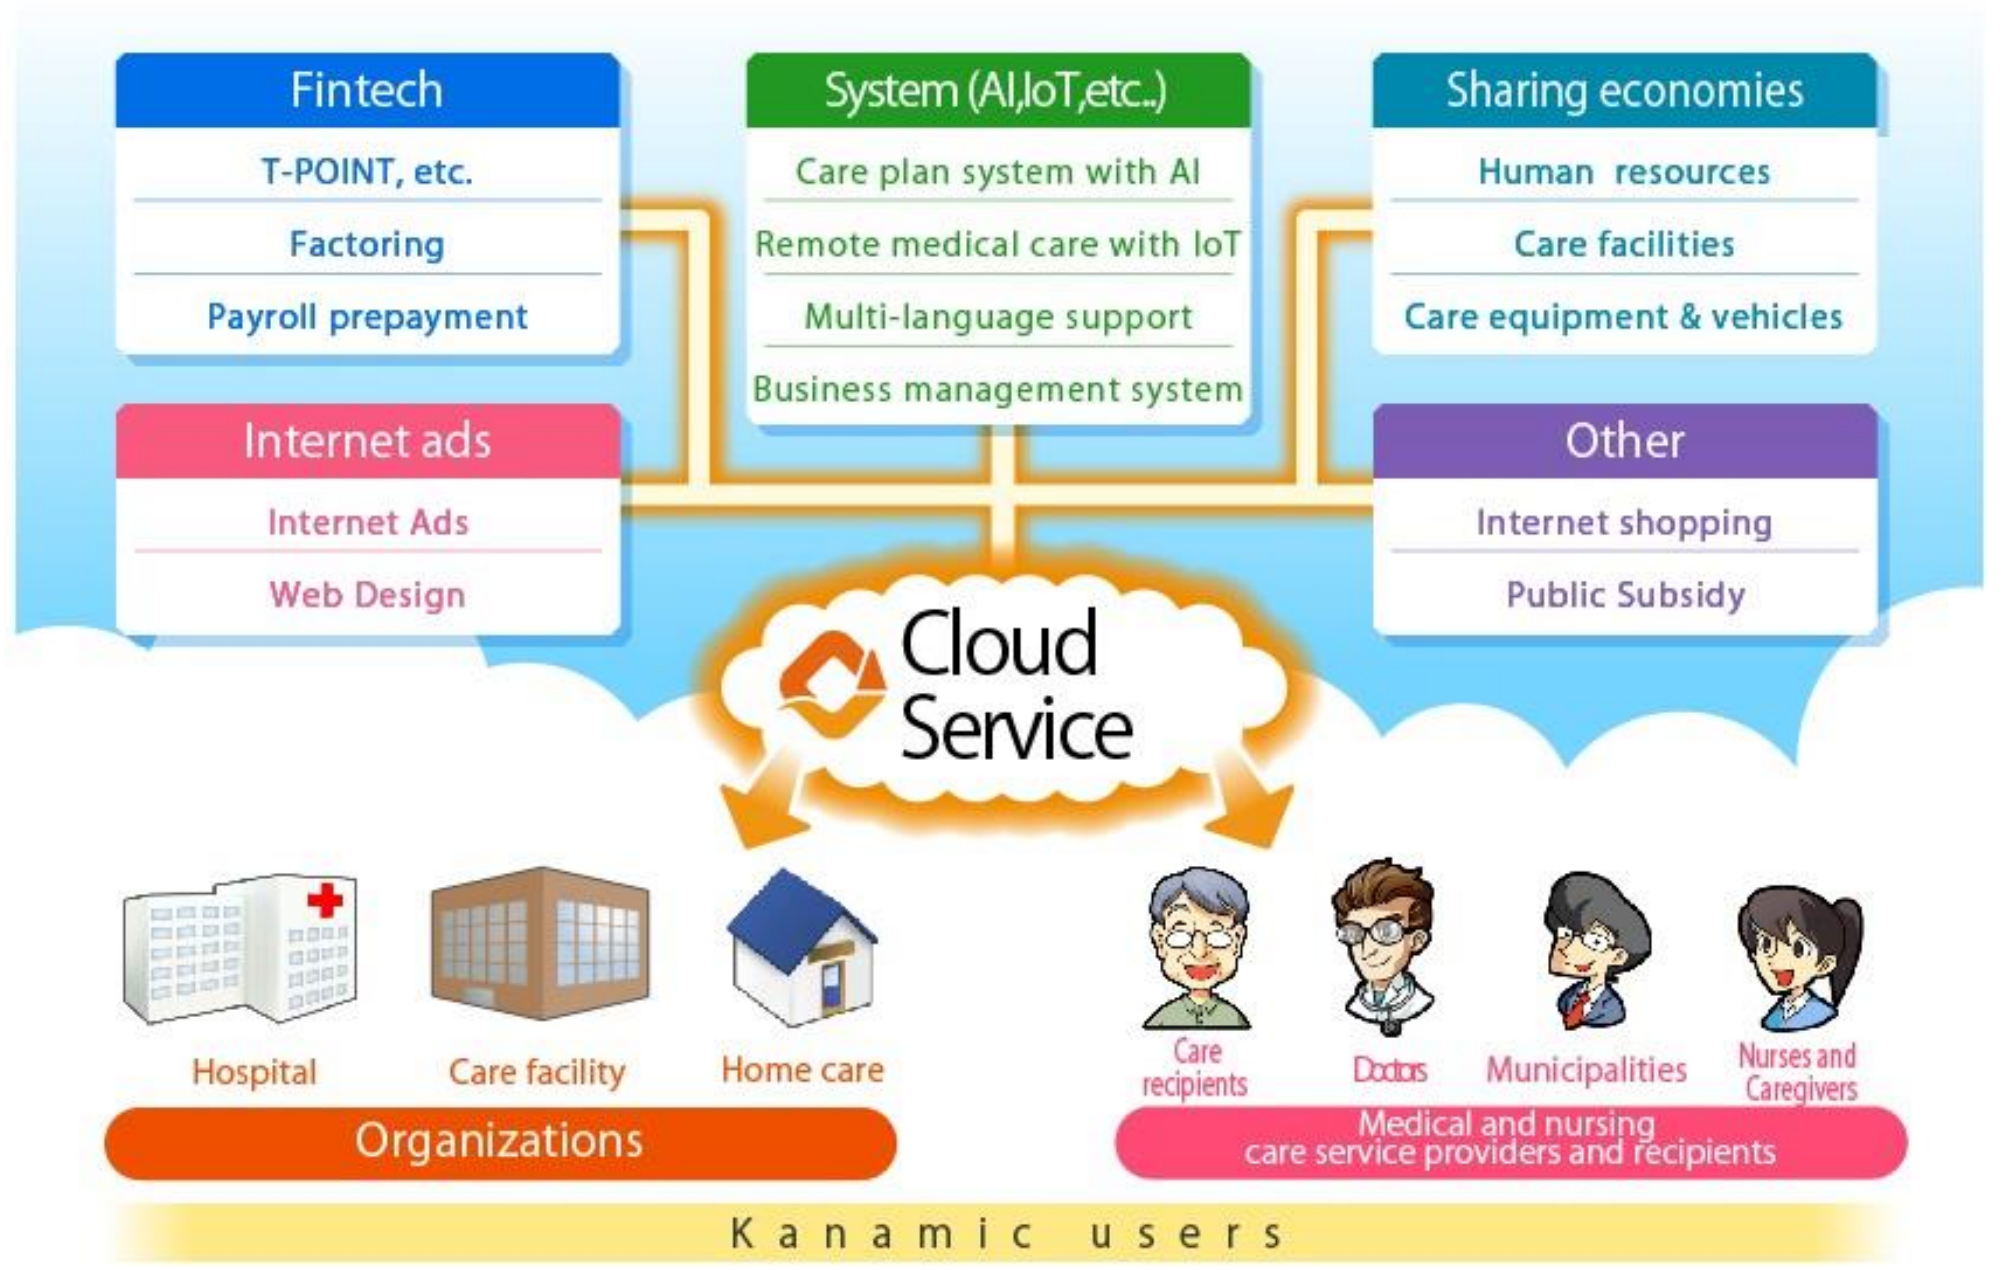 Fintech
T-POINT, etc.
Factoring
Payroll prepayment
System (AI,IoT,etc..)
Care plan system with AI
Remote medical care with IoT
Multi-language support
Business management system
Sharing economies
Human resources
Care facilities
Care equipment & vehicles
Internet ads
Internet Ads
Web Design
Other
Internet shopping
Public Subsidy
Cloud
Service
Hospital
Care facility
Home care
Organizations
Care
recipients
Doctors
Municipalities
Nurses and
Caregivers
Medical and nursing
care service providers and recipients
Kanamic users